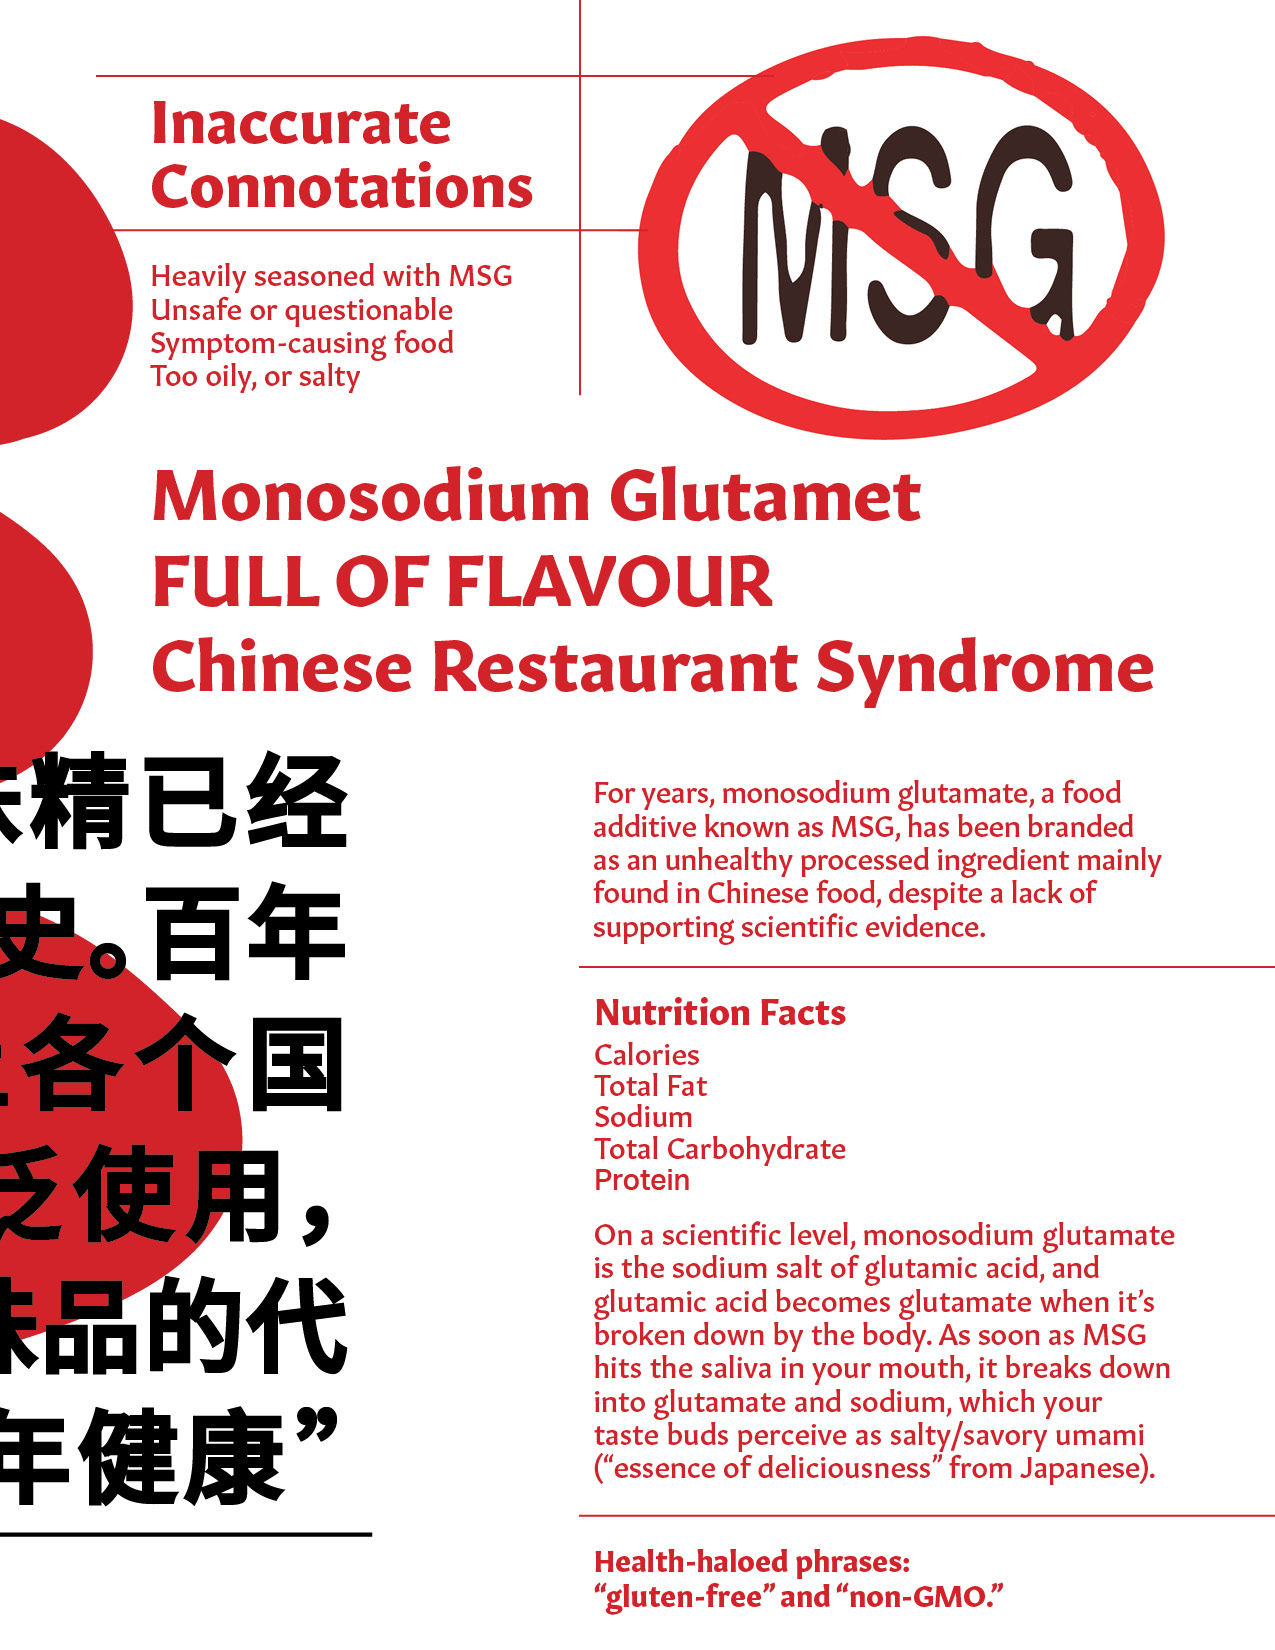 Inaccurate
Connotations
Heavily seasoned with MSG
Unsafe or questionable
Symptom-causing food
Too oily, or salty
MSG
Monosodium Glutamet
FULL OF FLAVOUR
Chinese Restaurant Syndrome
味精已经
史。百年
各个国
泛使用，
味品的代
年健康”
For years, monosodium glutamate, a food
additive known as MSG, has been branded
as an unhealthy processed ingredient mainly
found in Chinese food, despite a lack of
supporting scientific evidence.
Nutrition Facts
Calories
Total Fat
Sodium
Total Carbohydrate
Protein
On a scientific level, monosodium glutamate
is the sodium salt of glutamic acid, and
glutamic acid becomes glutamate when it’s
broken down by the body. As soon as MSG
hits the saliva in your mouth, it breaks down
into glutamate and sodium, which your
taste buds perceive as salty/savory umami
(“essence of deliciousness” from Japanese).
Health-haloed phrases:
“gluten-free” and “non-GMO.”